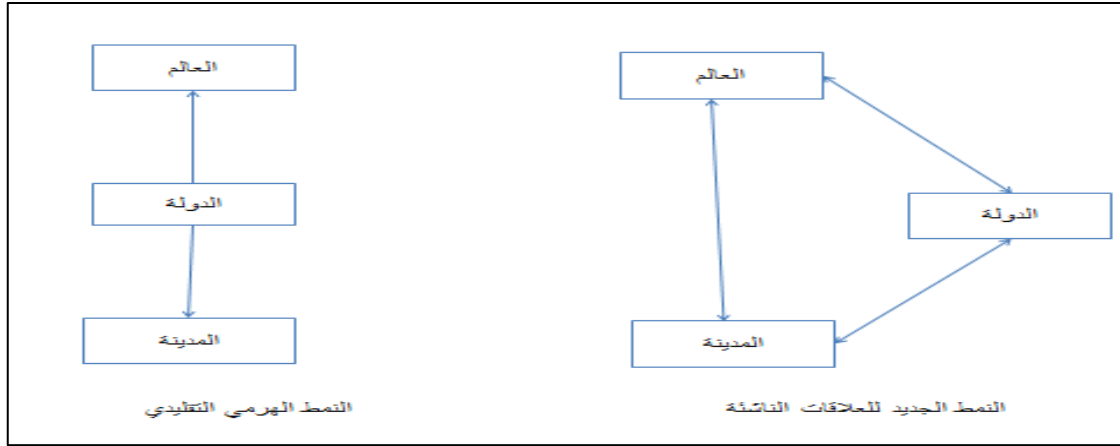 العالم
الدولة
المدينة
النمط الهرمي التقليدي
العالم
الدولة
المدينة
النمط الجديد للعلاقات الناشئة